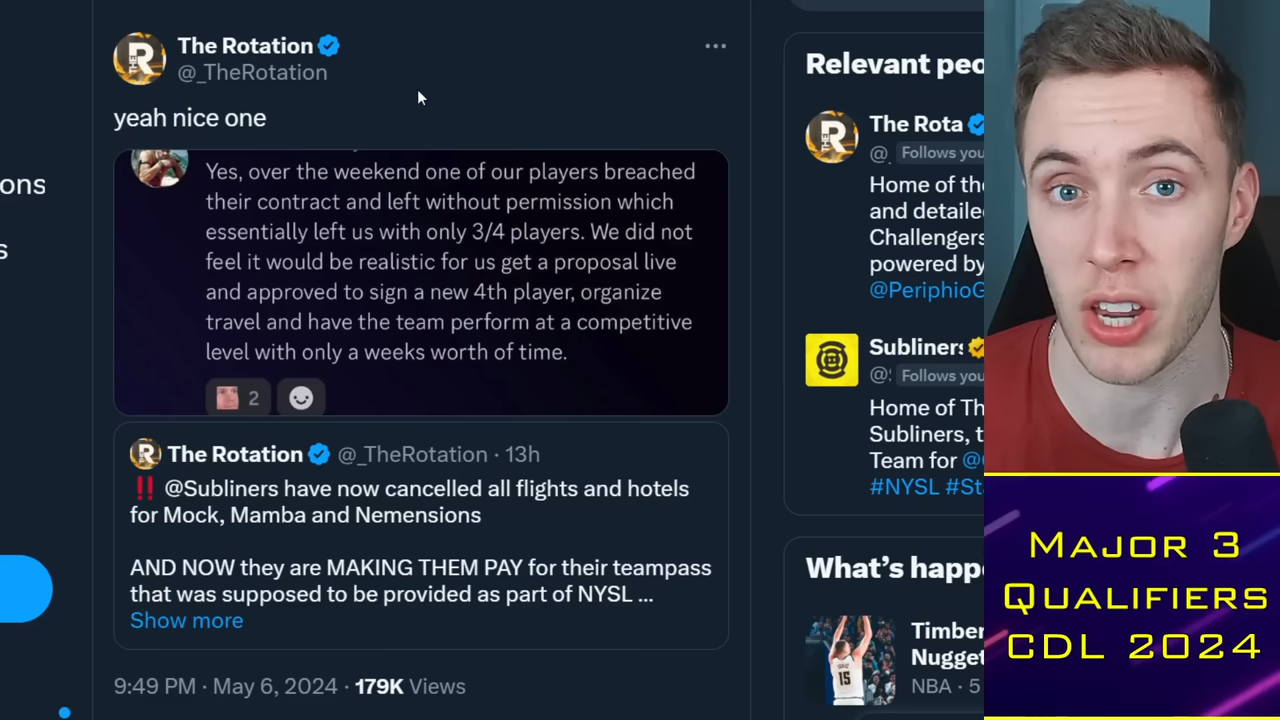 ons
s
The Rotation
@_TheRotation
yeah nice one
Yes, over the weekend one of our players breached
their contract and left without permission which
essentially left us with only 3/4 players. We did not
feel it would be realistic for us get a proposal live
and approved to sign a new 4th player, organize
travel and have the team perform at a competitive
level with only a weeks worth of time.
2
The Rotation @_TheRotation · 13h
‼️ @Subliners have now cancelled all flights and hotels
for Mock, Mamba and Nemensions
AND NOW they are MAKING THEM PAY for their teampass
that was supposed to be provided as part of NYSL ...
Show more
9:49 PM · May 6, 2024 · 179K Views
Relevant peo
The Rota
@ Follows you
Home of the
and detailed
Challengers
powered by
@PeriphioG
Subliners
@ Follows you
Home of Th
Subliners, t
Team for @
#NYSL #Sta
What's happe
Timber
Nugget
NBA · 5
15
MAJOR 3
QUALIFIERS
CDL 2024